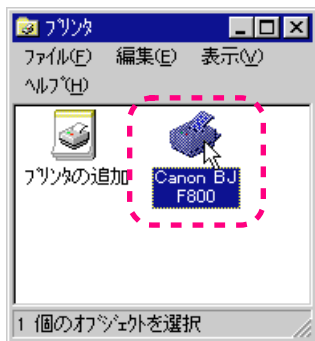 プリンタ
ファイル(F) 編集(E) 表示(V)
ヘルプ(H)
プリンタの追加
Canon BJ
F800
1 個のオブジェクトを選択